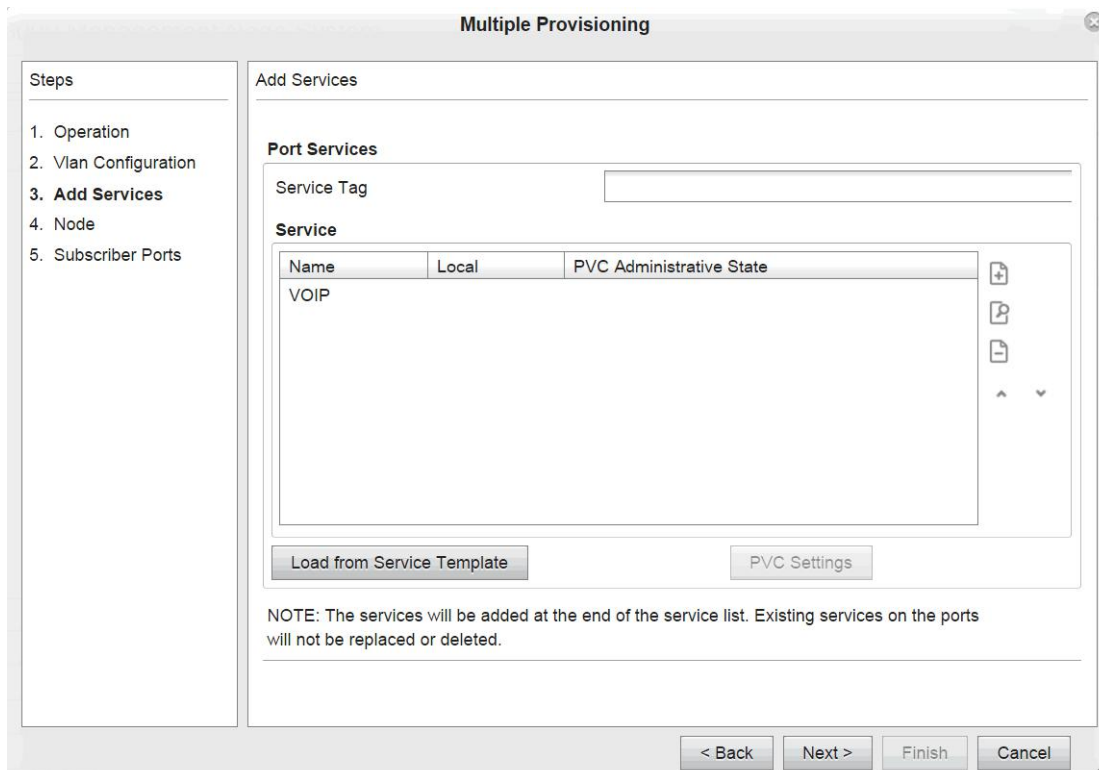 Multiple Provisioning
Steps
1. Operation
2. Vlan Configuration
3. Add Services
4. Node
5. Subscriber Ports
Add Services
Port Services
Service Tag
Service
Name Local PVC Administrative State
VOIP
Load from Service Template PVC Settings
NOTE: The services will be added at the end of the service list. Existing services on the ports
will not be replaced or deleted.
< Back Next > Finish Cancel